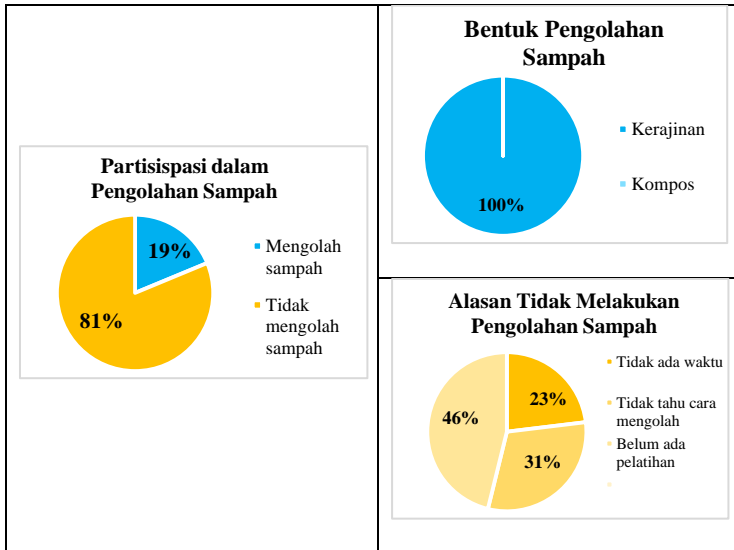 Partisispasi dalam
Pengolahan Sampah
19%
81%
Mengolah
sampah
Tidak
mengolah
sampah
Bentuk Pengolahan
Sampah
100%
Kerajinan
Kompos
Alasan Tidak Melakukan
Pengolahan Sampah
23%
31%
46%
Tidak ada waktu
Tidak tahu cara
mengolah
Belum ada
pelatihan